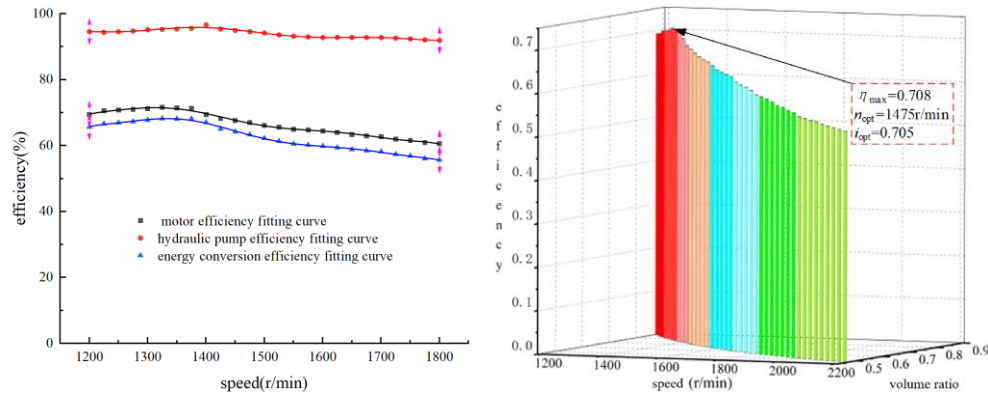 100
80
60
40
20
0
efficiency(%)
motor efficiency fitting curve
hydraulic pump efficiency fitting curve
energy conversion efficiency fitting curve
1200 1300 1400 1500 1600 1700 1800
speed(r/min)
0.7
0.6
0.5
0.4
0.3
0.2
0.1
0.0
efficency
η max=0.708
nopt=1475r/min
iopt=0.705
1200 1400 1600 1800 2000 2200
speed (r/min)
0.5 0.6 0.7 0.8 0.9
volume ratio